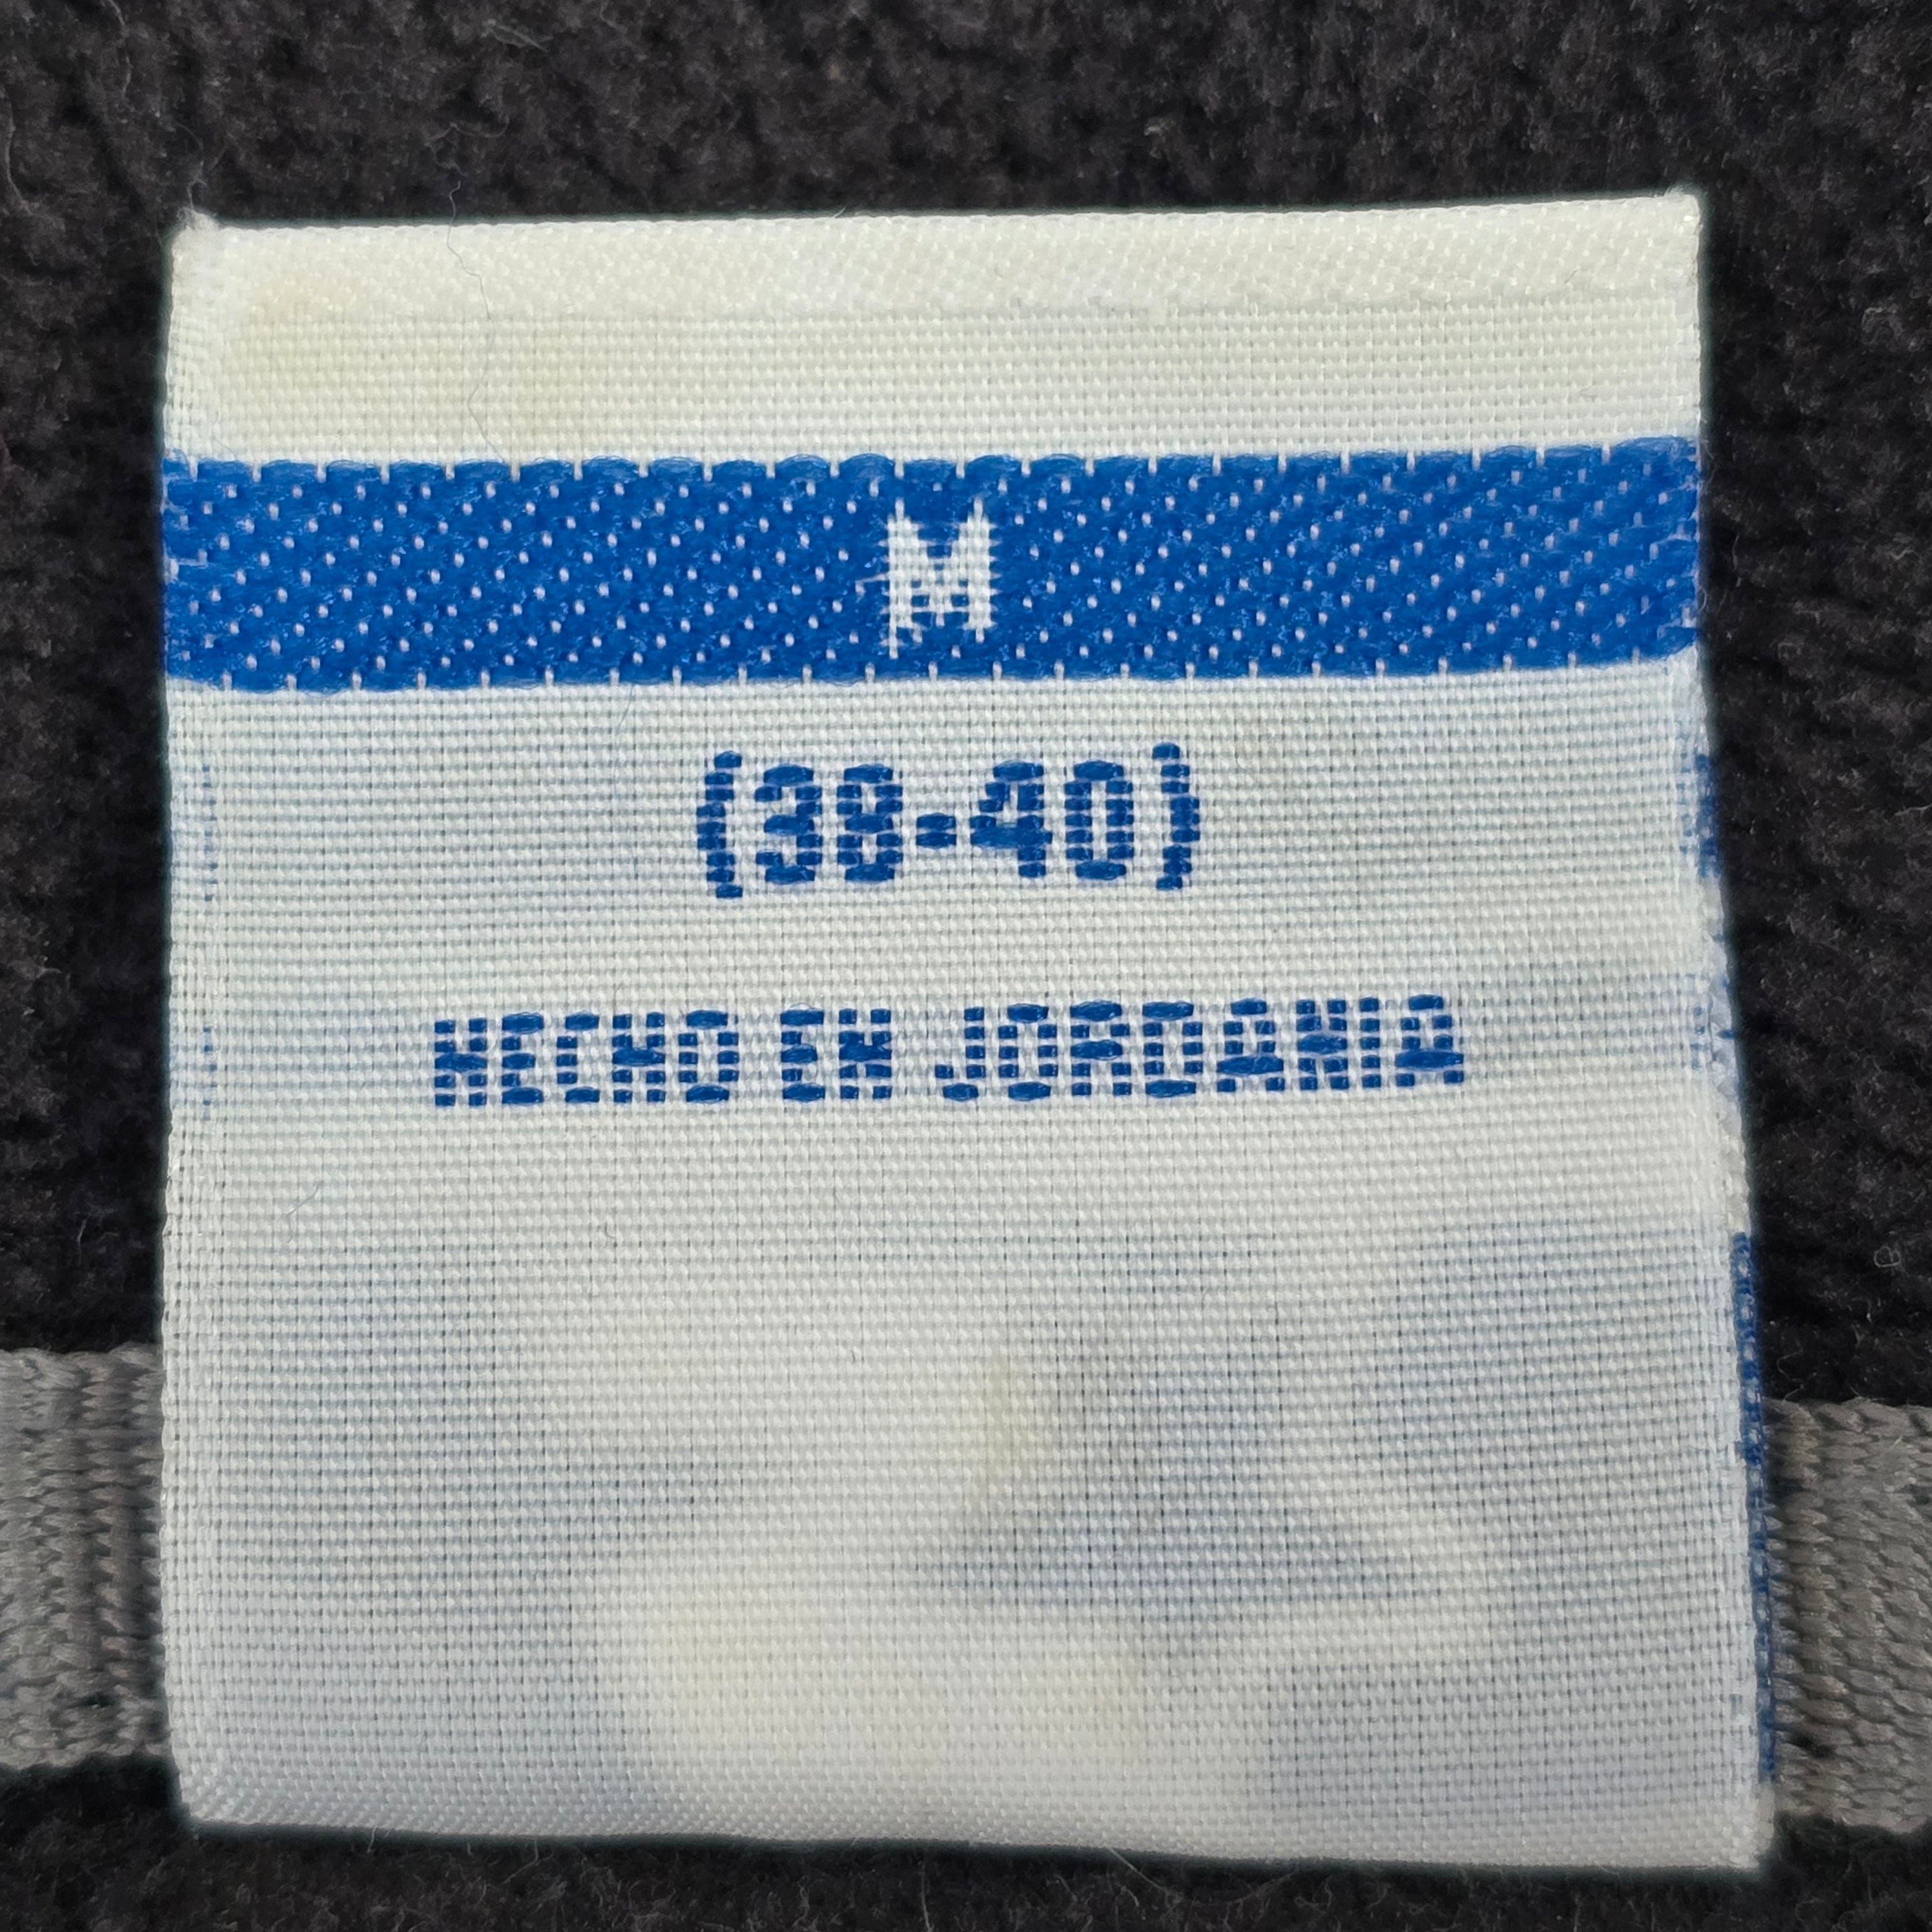 M
(38-40)
HECHO EN JORDANIA